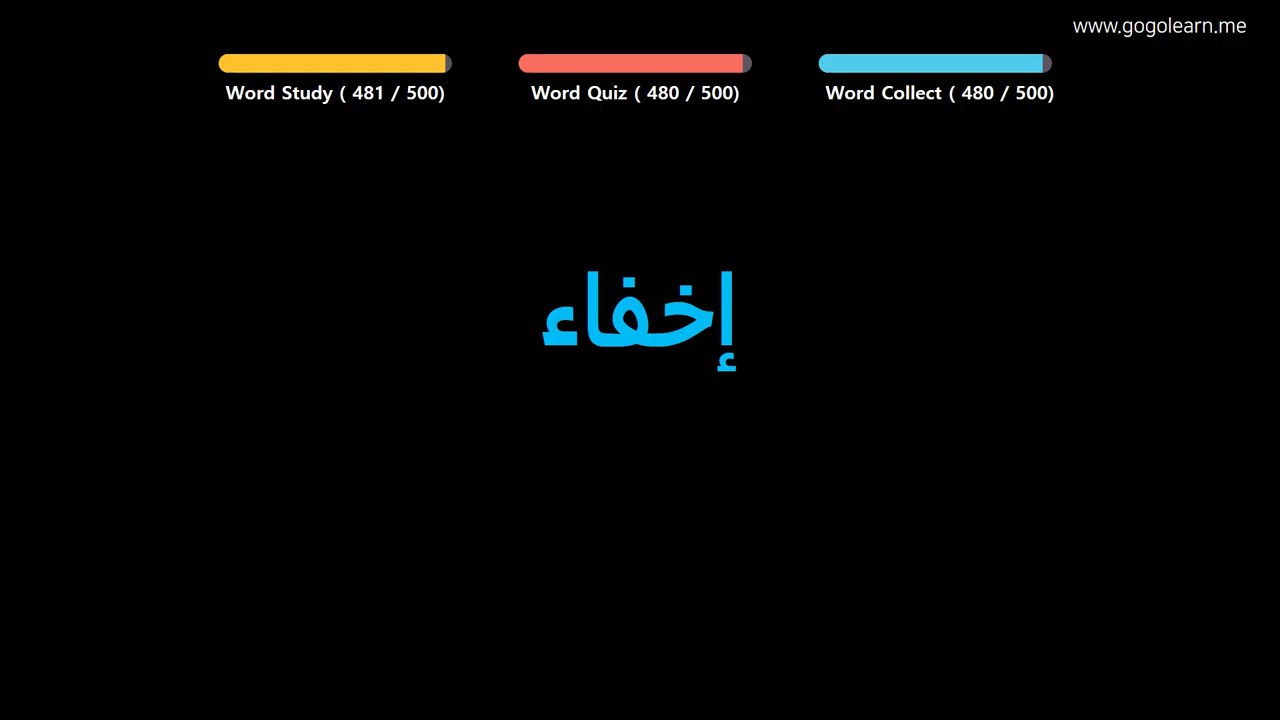 www.gogolearn.me
Word Study ( 481 / 500)
Word Quiz ( 480 / 500)
Word Collect ( 480 / 500)
إخفاء